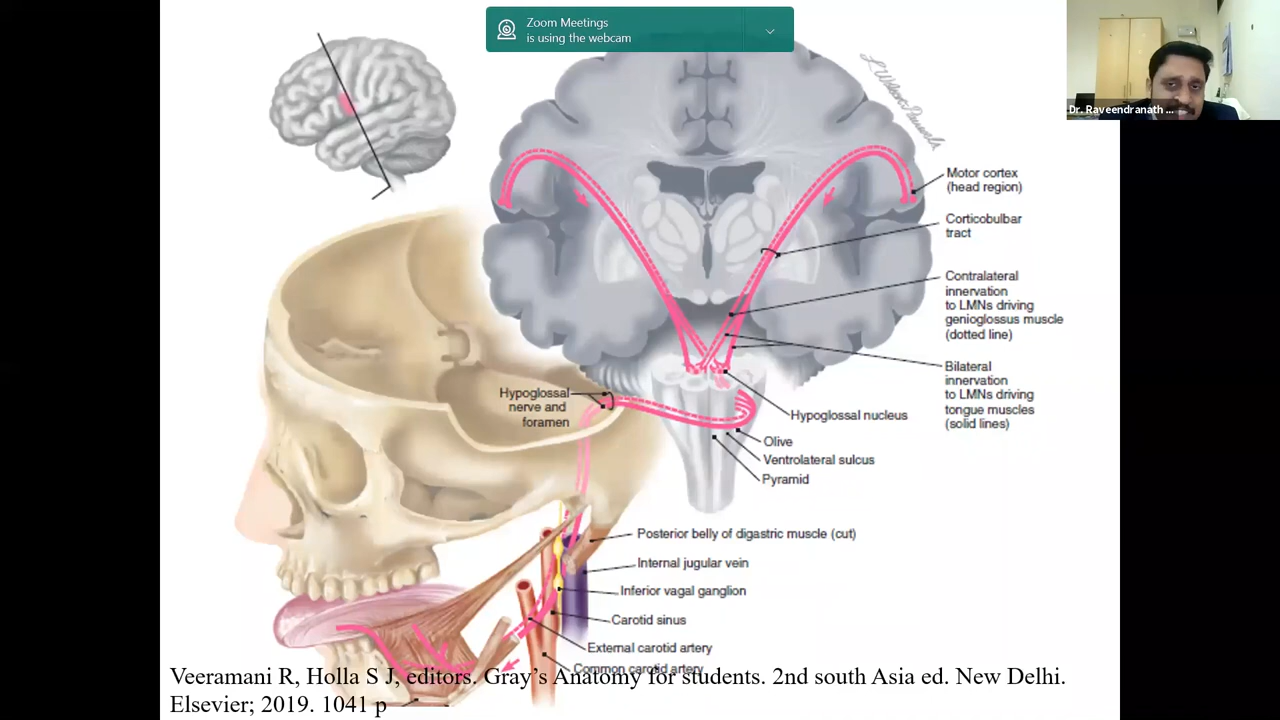 Zoom Meetings
is using the webcam
Dr. Raveendranath ...
Motor cortex
(head region)
Corticobulbar
tract
Contralateral
innervation
to LMNs driving
genioglossus muscle
(dotted line)
Bilateral
innervation
to LMNs driving
tongue muscles
(solid lines)
Hypoglossal
nerve and
foramen
Hypoglossal nucleus
Olive
Ventrolateral sulcus
Pyramid
Posterior belly of digastric muscle (cut)
Internal jugular vein
Inferior vagal ganglion
Carotid sinus
External carotid artery
Common carotid artery
Veeramani R, Holla S J, editors. Gray's Anatomy for students. 2nd south Asia ed. New Delhi.
Elsevier; 2019. 1041 p